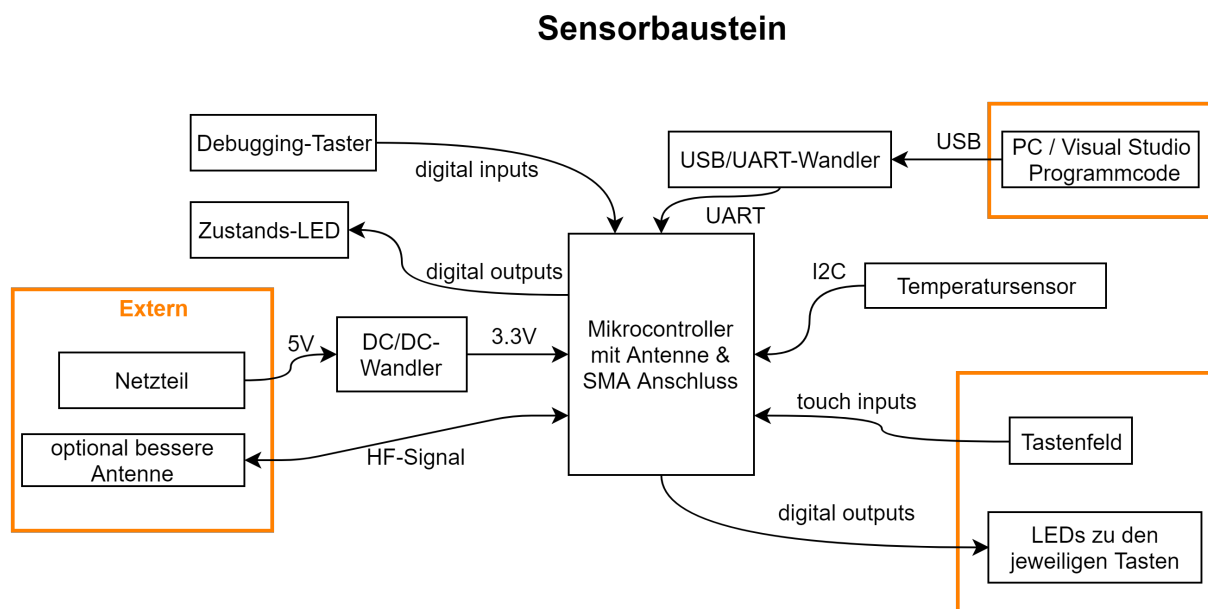 Sensorbaustein
Debugging-Taster
digital inputs
USB/UART-Wandler
USB
PC / Visual Studio
Programmcode
UART
Zustands-LED
digital outputs
I2C
Temperatursensor
Extern
Netzteil
5V
DC/DC-
Wandler
3.3V
Mikrocontroller
mit Antenne &
SMA Anschluss
optional bessere
Antenne
HF-Signal
touch inputs
Tastenfeld
digital outputs
LEDs zu den
jeweiligen Tasten